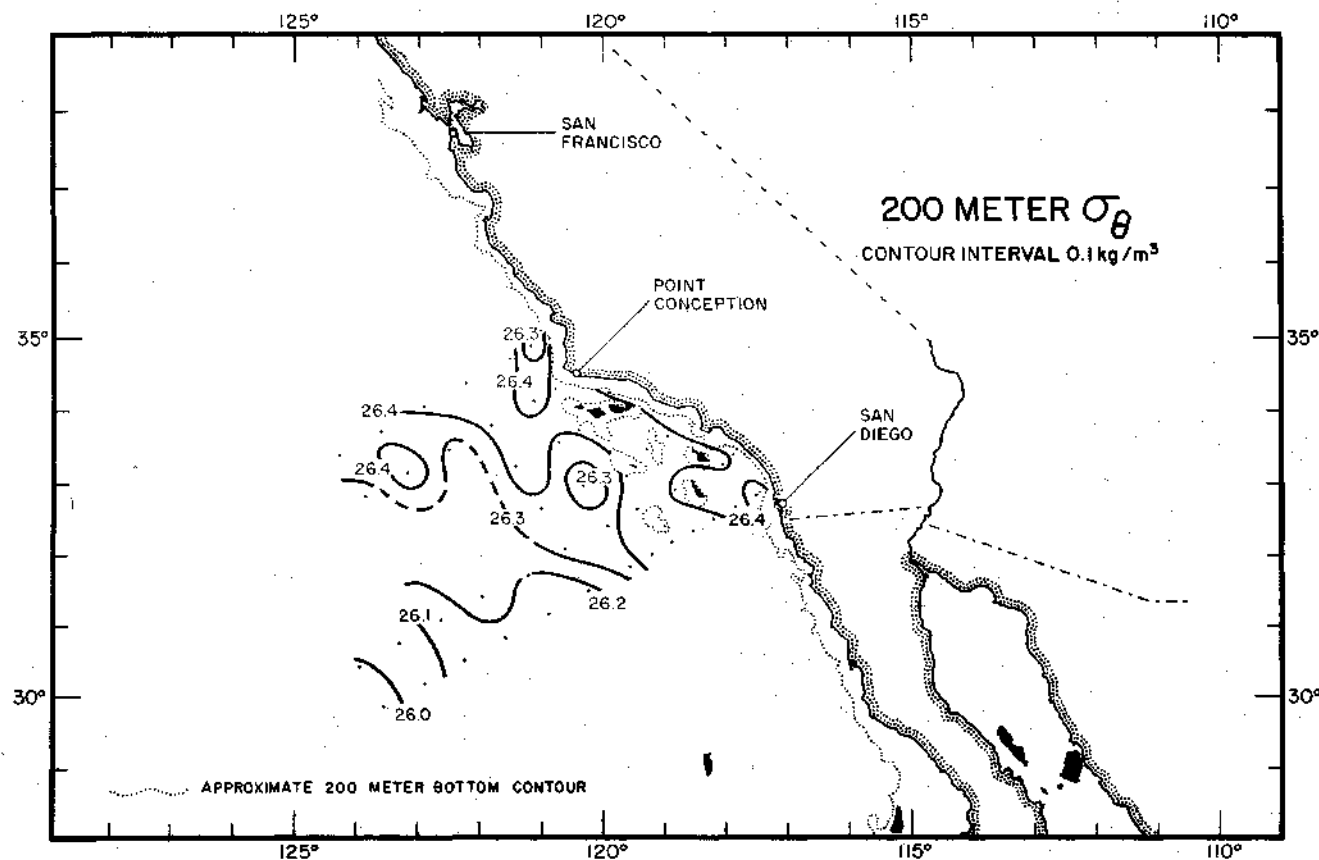 125° 120° 115° 110°
SAN
FRANCISCO
200 METER σθ
CONTOUR INTERVAL 0.1 kg/m³
POINT
CONCEPTION
35° 26.3 35°
26.4
26.4
SAN
DIEGO
26.4 26.3
26.3 26.4
26.2
26.1
30° 30°
26.0
APPROXIMATE 200 METER BOTTOM CONTOUR
125° 120° 115° 110°